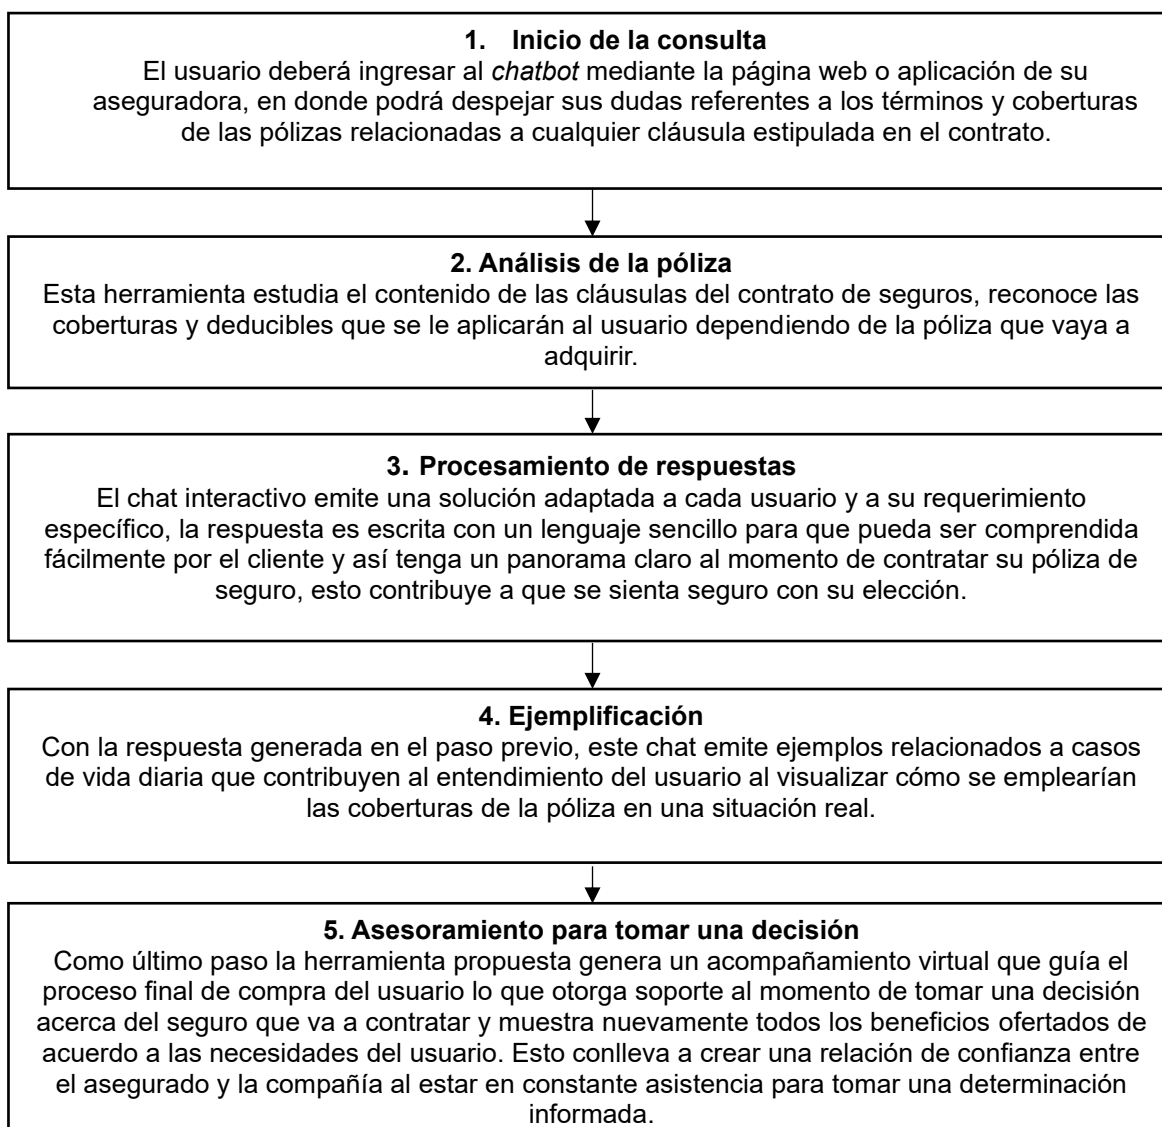 1. Inicio de la consulta
El usuario deberá ingresar al chatbot mediante la página web o aplicación de su
aseguradora, en donde podrá despejar sus dudas referentes a los términos y coberturas
de las pólizas relacionadas a cualquier cláusula estipulada en el contrato.
2. Análisis de la póliza
Esta herramienta estudia el contenido de las cláusulas del contrato de seguros, reconoce las
coberturas y deducibles que se le aplicarán al usuario dependiendo de la póliza que vaya a
adquirir.
3. Procesamiento de respuestas
El chat interactivo emite una solución adaptada a cada usuario y a su requerimiento
específico, la respuesta es escrita con un lenguaje sencillo para que pueda ser comprendida
fácilmente por el cliente y así tenga un panorama claro al momento de contratar su póliza de
seguro, esto contribuye a que se sienta seguro con su elección.
4. Ejemplificación
Con la respuesta generada en el paso previo, este chat emite ejemplos relacionados a casos
de vida diaria que contribuyen al entendimiento del usuario al visualizar cómo se emplearían
las coberturas de la póliza en una situación real.
5. Asesoramiento para tomar una decisión
Como último paso la herramienta propuesta genera un acompañamiento virtual que guía el
proceso final de compra del usuario lo que otorga soporte al momento de tomar una decisión
acerca del seguro que va a contratar y muestra nuevamente todos los beneficios ofertados de
acuerdo a las necesidades del usuario. Esto conlleva a crear una relación de confianza entre
el asegurado y la compañía al estar en constante asistencia para tomar una determinación
informada.